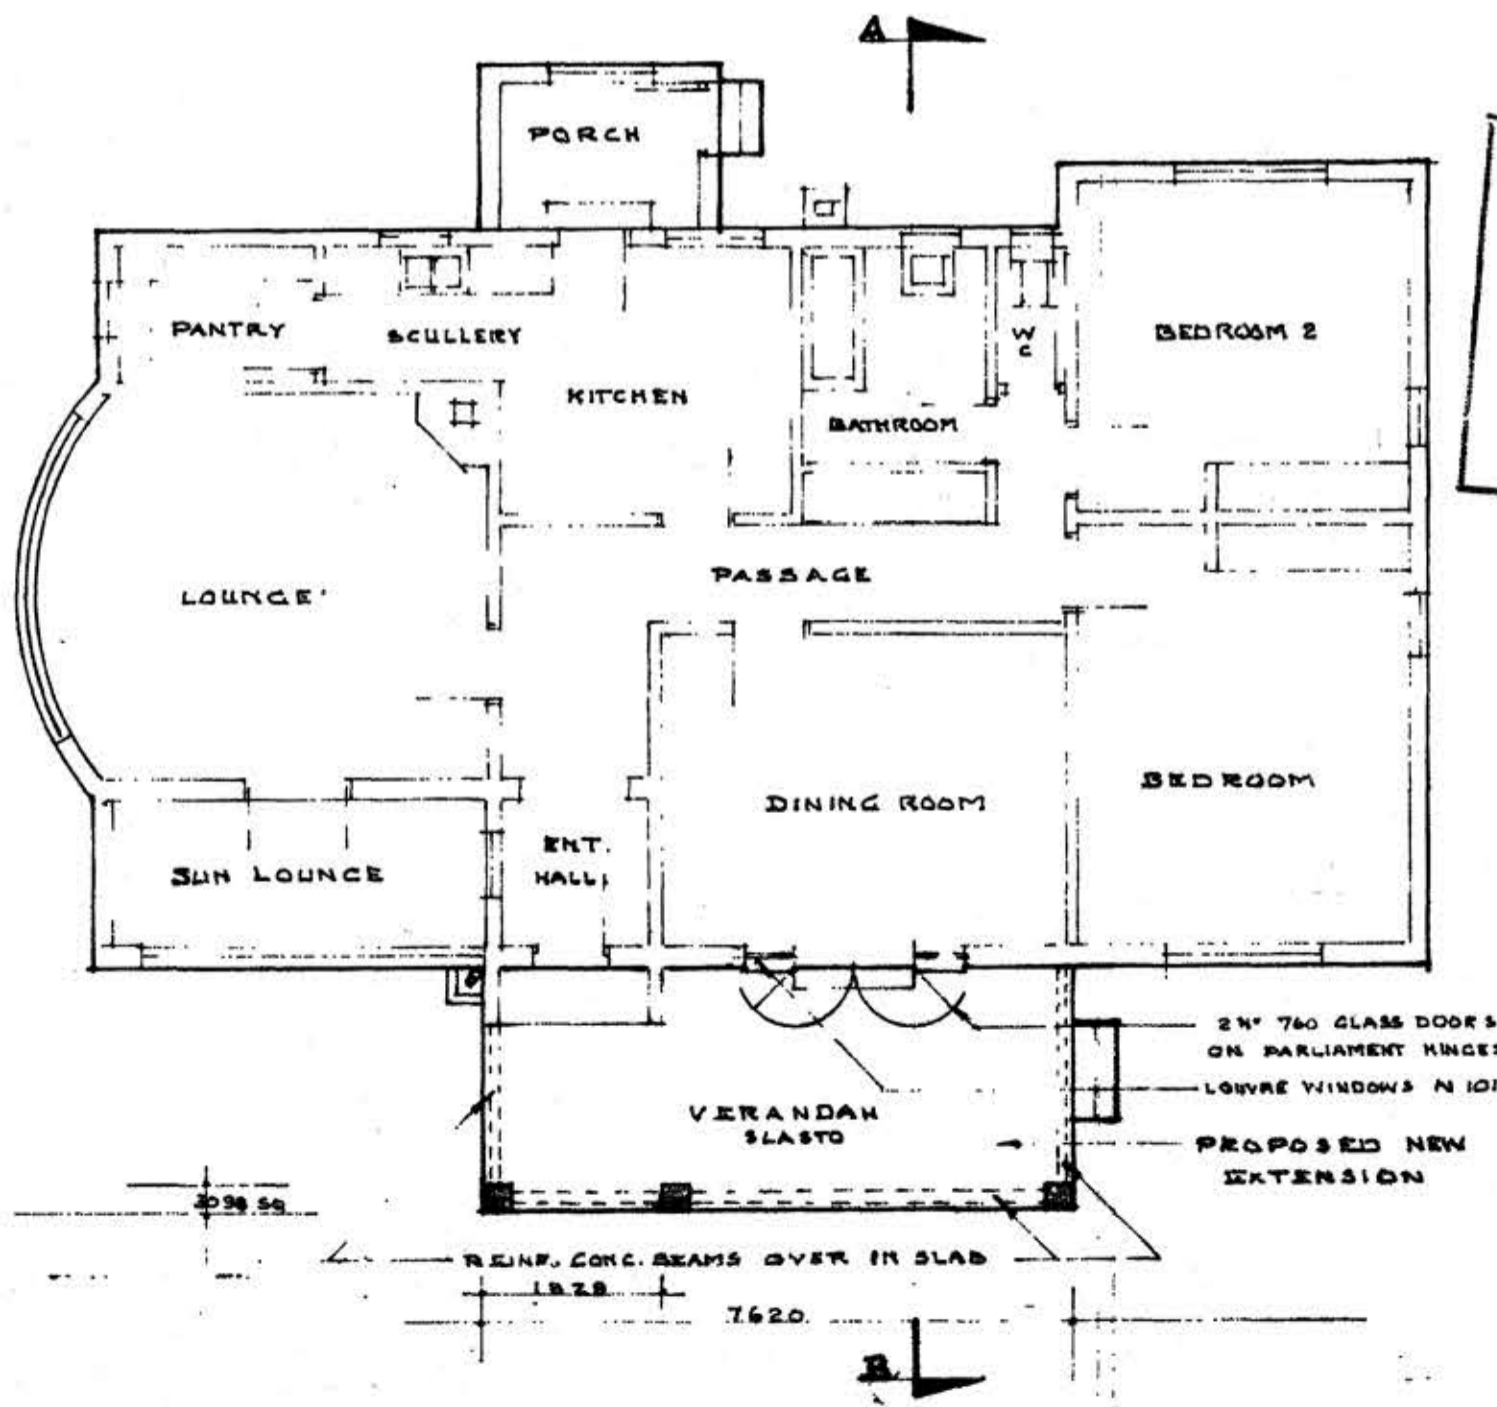 A
PORCH
PANTRY
SCULLERY
W
C
BEDROOM 2
KITCHEN
BATHROOM
PASSAGE
LOUNGE
BEDROOM
DINING ROOM
ENT.
HALL
SUN LOUNGE
2 Nº 760 GLASS DOORS
ON PARLIAMENT HINGES
LOUVRE WINDOWS
VERANDAH
SLASTO
PROPOSED NEW
EXTENSION
REINF. CONC. BEAMS OVER IN SLAB
1828
7620
B